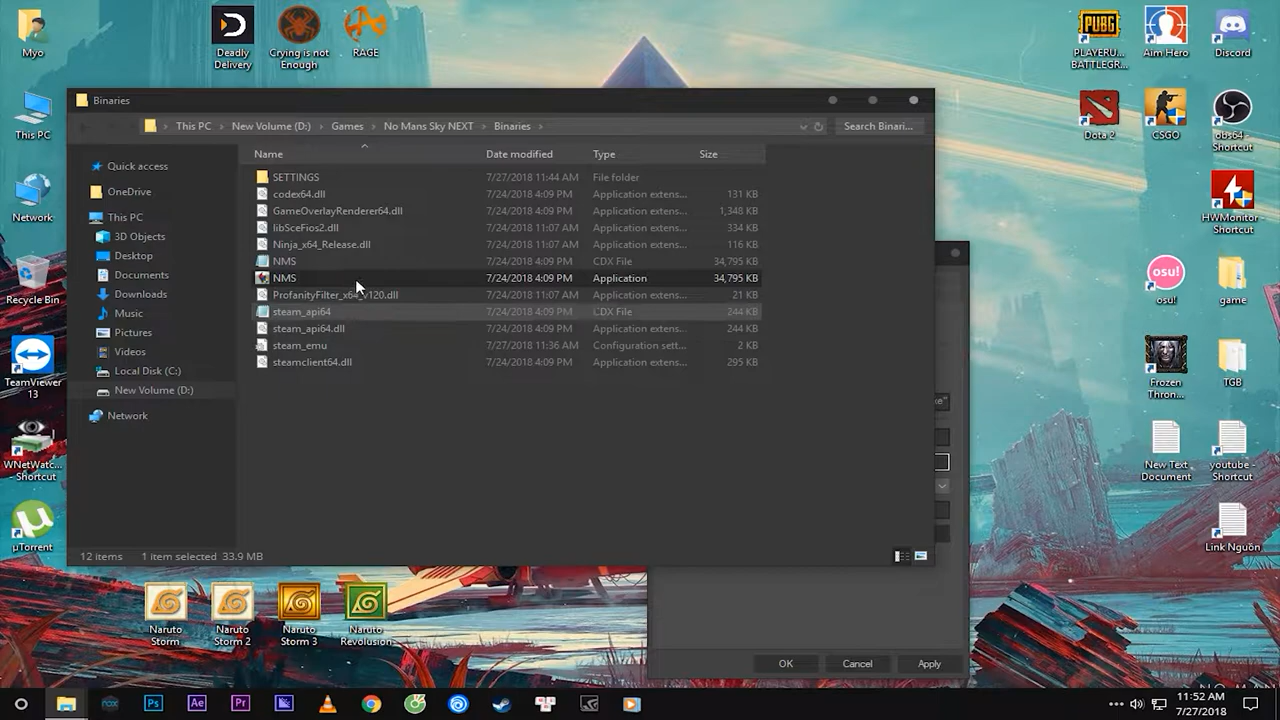 Myo
Deadly
Delivery
Crying is not
Enough
RAGE
PLAYERU...
BATTLEGR...
Aim Hero
Discord
This PC
Network
Recycle Bin
TeamViewer
13
WNetWatc...
- Shortcut
µTorrent
Binaries
This PC
New Volume (D:)
Games
No Mans Sky NEXT
Binaries
Search Binari...
Name
Date modified
Type
Size
Quick access
OneDrive
This PC
3D Objects
Desktop
Documents
Downloads
Music
Pictures
Videos
Local Disk (C:)
New Volume (D:)
Network
SETTINGS 7/27/2018 11:44 AM File folder
codex64.dll 7/24/2018 4:09 PM Application extens... 131 KB
GameOverlayRenderer64.dll 7/24/2018 4:09 PM Application extens... 1,348 KB
libSceFios2.dll 7/24/2018 11:07 AM Application extens... 334 KB
Ninja_x64_Release.dll 7/24/2018 11:07 AM Application extens... 116 KB
NMS 7/24/2018 4:09 PM CDX File 34,795 KB
NMS 7/24/2018 4:09 PM Application 34,795 KB
ProfanityFilter_x64_v120.dll 7/24/2018 11:07 AM Application extens... 21 KB
steam_api64 7/24/2018 4:09 PM CDX File 244 KB
steam_api64.dll 7/24/2018 4:09 PM Application extens... 244 KB
steam_emu 7/27/2018 11:36 AM Configuration sett... 2 KB
steamclient64.dll 7/24/2018 4:09 PM Application extens... 295 KB
12 items 1 item selected 33.9 MB
OK
Cancel
Apply
PUBG
Dota 2
CSGO
obs64 -
Shortcut
HWMonitor -
Shortcut
osu!
osu!
game
Frozen
Thron...
TGB
New Text
Document
youtube -
Shortcut
Link Nguồn
Naruto
Storm
Naruto
Storm 2
Naruto
Storm 3
Naruto
Revolusion
nox
Ps
Ae
Pr
11:52 AM
7/27/2018